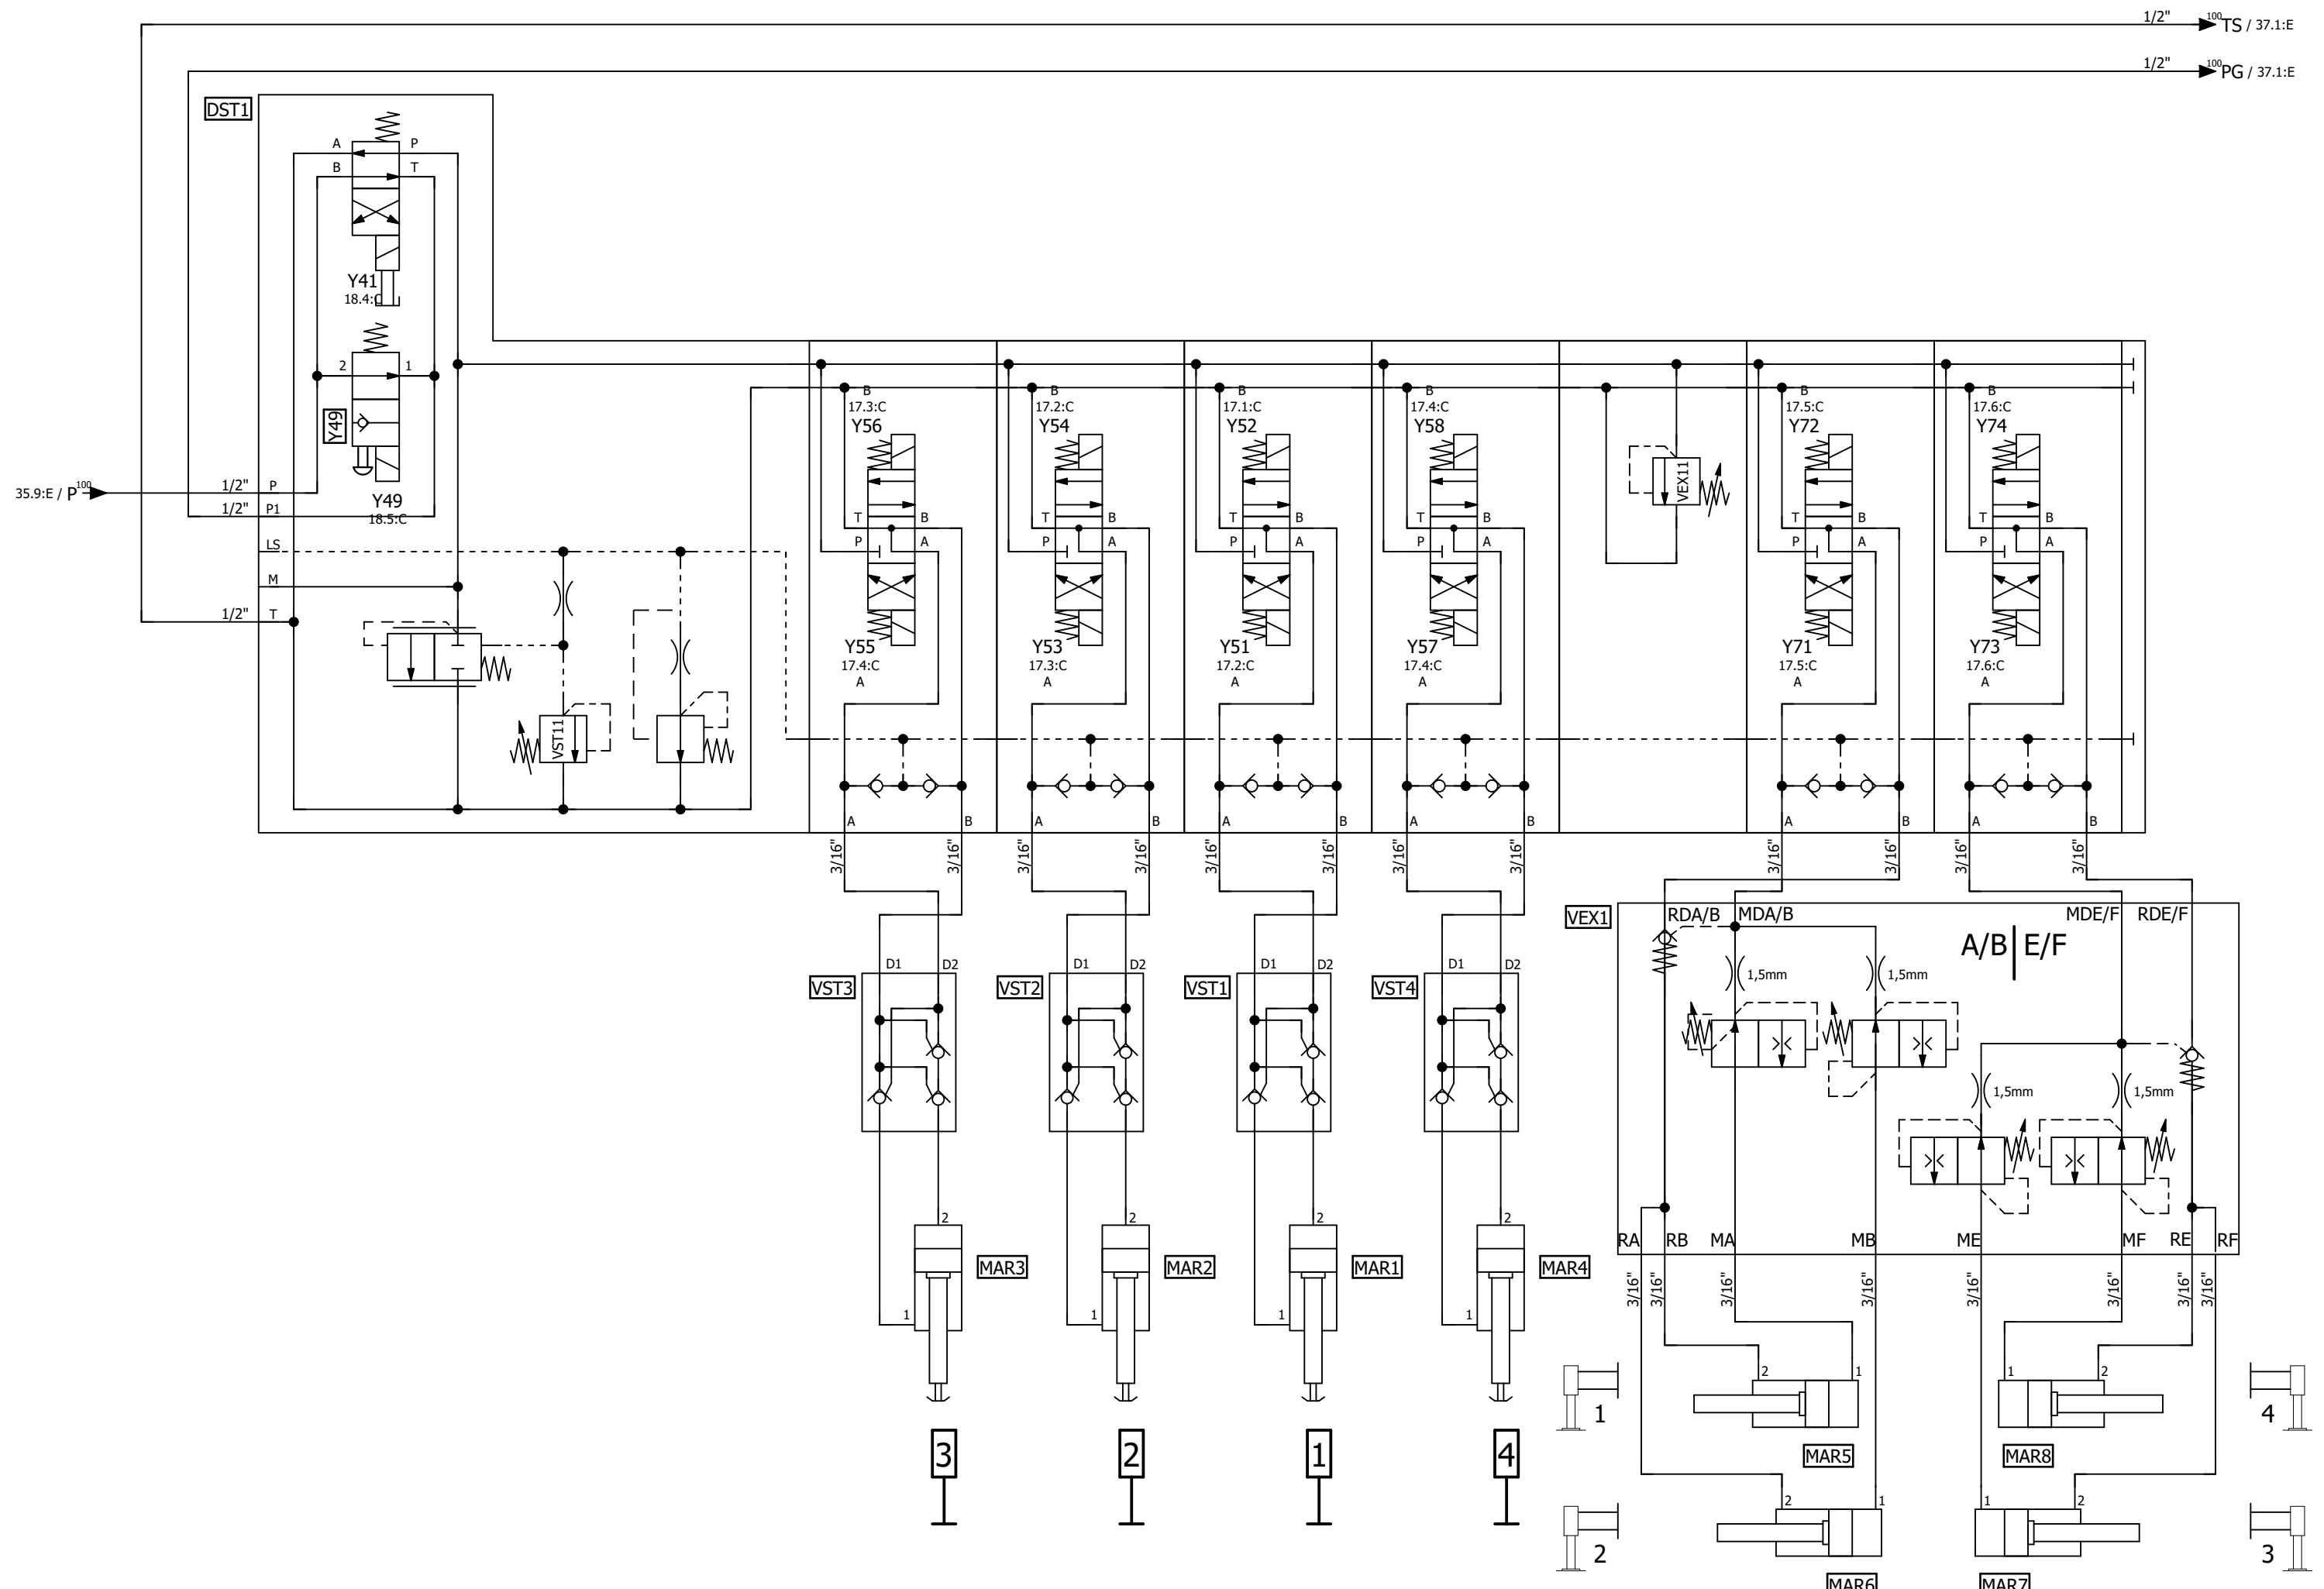 1/2" 100 TS / 37.1:E
1/2" 100 PG / 37.1:E
DST1
A P
B T
Y41
18.4:C
2 1
Y49
35.9:E / P 100
1/2" P
Y49
18.5:C
1/2" P1
LS
M
1/2" T
VST11
B B B B B B
17.3:C 17.2:C 17.1:C 17.4:C 17.5:C 17.6:C
Y56 Y54 Y52 Y58 Y72 Y74
VEX11
T B T B T B T B T B T B
P A P A P A P A P A P A
Y55 Y53 Y51 Y57 Y71 Y73
17.4:C 17.3:C 17.2:C 17.4:C 17.5:C 17.6:C
A A A A A A
A B A B A B A B A B A B
3/16" 3/16" 3/16" 3/16" 3/16" 3/16" 3/16" 3/16" 3/16" 3/16" 3/16" 3/16"
VEX1 RDA/B MDA/B MDE/F RDE/F
A/B E/F
D1 D2 D1 D2 D1 D2 D1 D2
1,5mm 1,5mm
VST3 VST2 VST1 VST4
1,5mm 1,5mm
2 2 2 2
RA RB MA MB ME MF RE RF
MAR3 MAR2 MAR1 MAR4
3/16" 3/16" 3/16" 3/16" 3/16" 3/16" 3/16" 3/16"
1 1 1 1
2 1 1 2
1 4
3 2 1 4
MAR5 MAR8
2 1 1 2
2 3
MAR6 MAR7